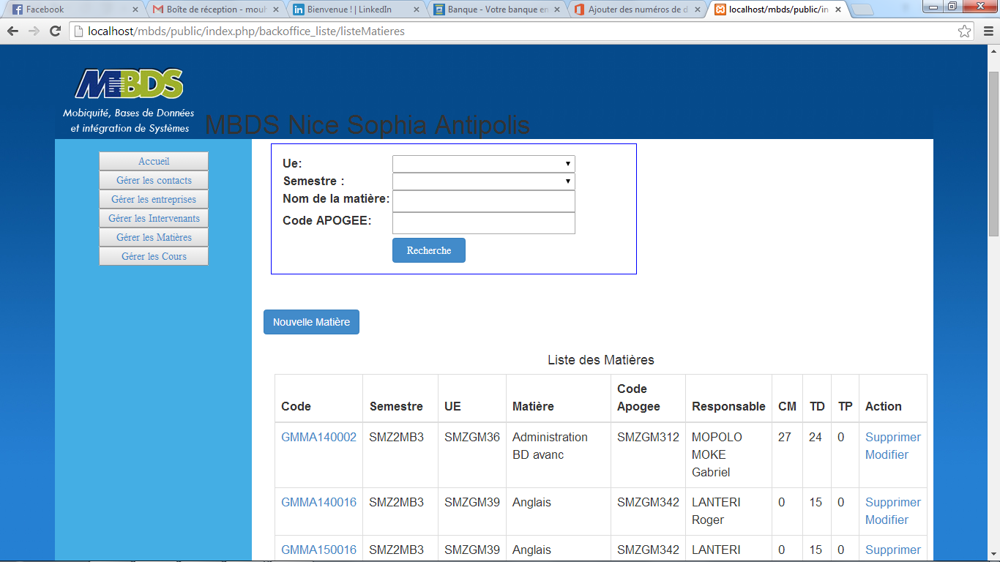 Facebook
Boîte de réception - mouh
Bienvenue ! | LinkedIn
Banque - Votre banque en
Ajouter des numéros de d
localhost/mbds/public/in
localhost/mbds/public/index.php/backoffice_liste/listeMatieres
MBDS
Mobiquité, Bases de Données
et intégration de Systèmes
MBDS Nice Sophia Antipolis
Accueil
Gérer les contacts
Gérer les entreprises
Gérer les Intervenants
Gérer les Matières
Gérer les Cours
Ue:
Semestre :
Nom de la matière:
Code APOGEE:
Recherche
Nouvelle Matière
Liste des Matières
Code Semestre UE Matière Code Apogee Responsable CM TD TP Action
GMMA140002 SMZ2MB3 SMZGM36 Administration BD avanc SMZGM312 MOPOLO MOKE Gabriel 27 24 0 Supprimer Modifier
GMMA140016 SMZ2MB3 SMZGM39 Anglais SMZGM342 LANTERI Roger 0 15 0 Supprimer Modifier
GMMA150016 SMZ2MB3 SMZGM39 Anglais SMZGM342 LANTERI 0 15 0 Supprimer